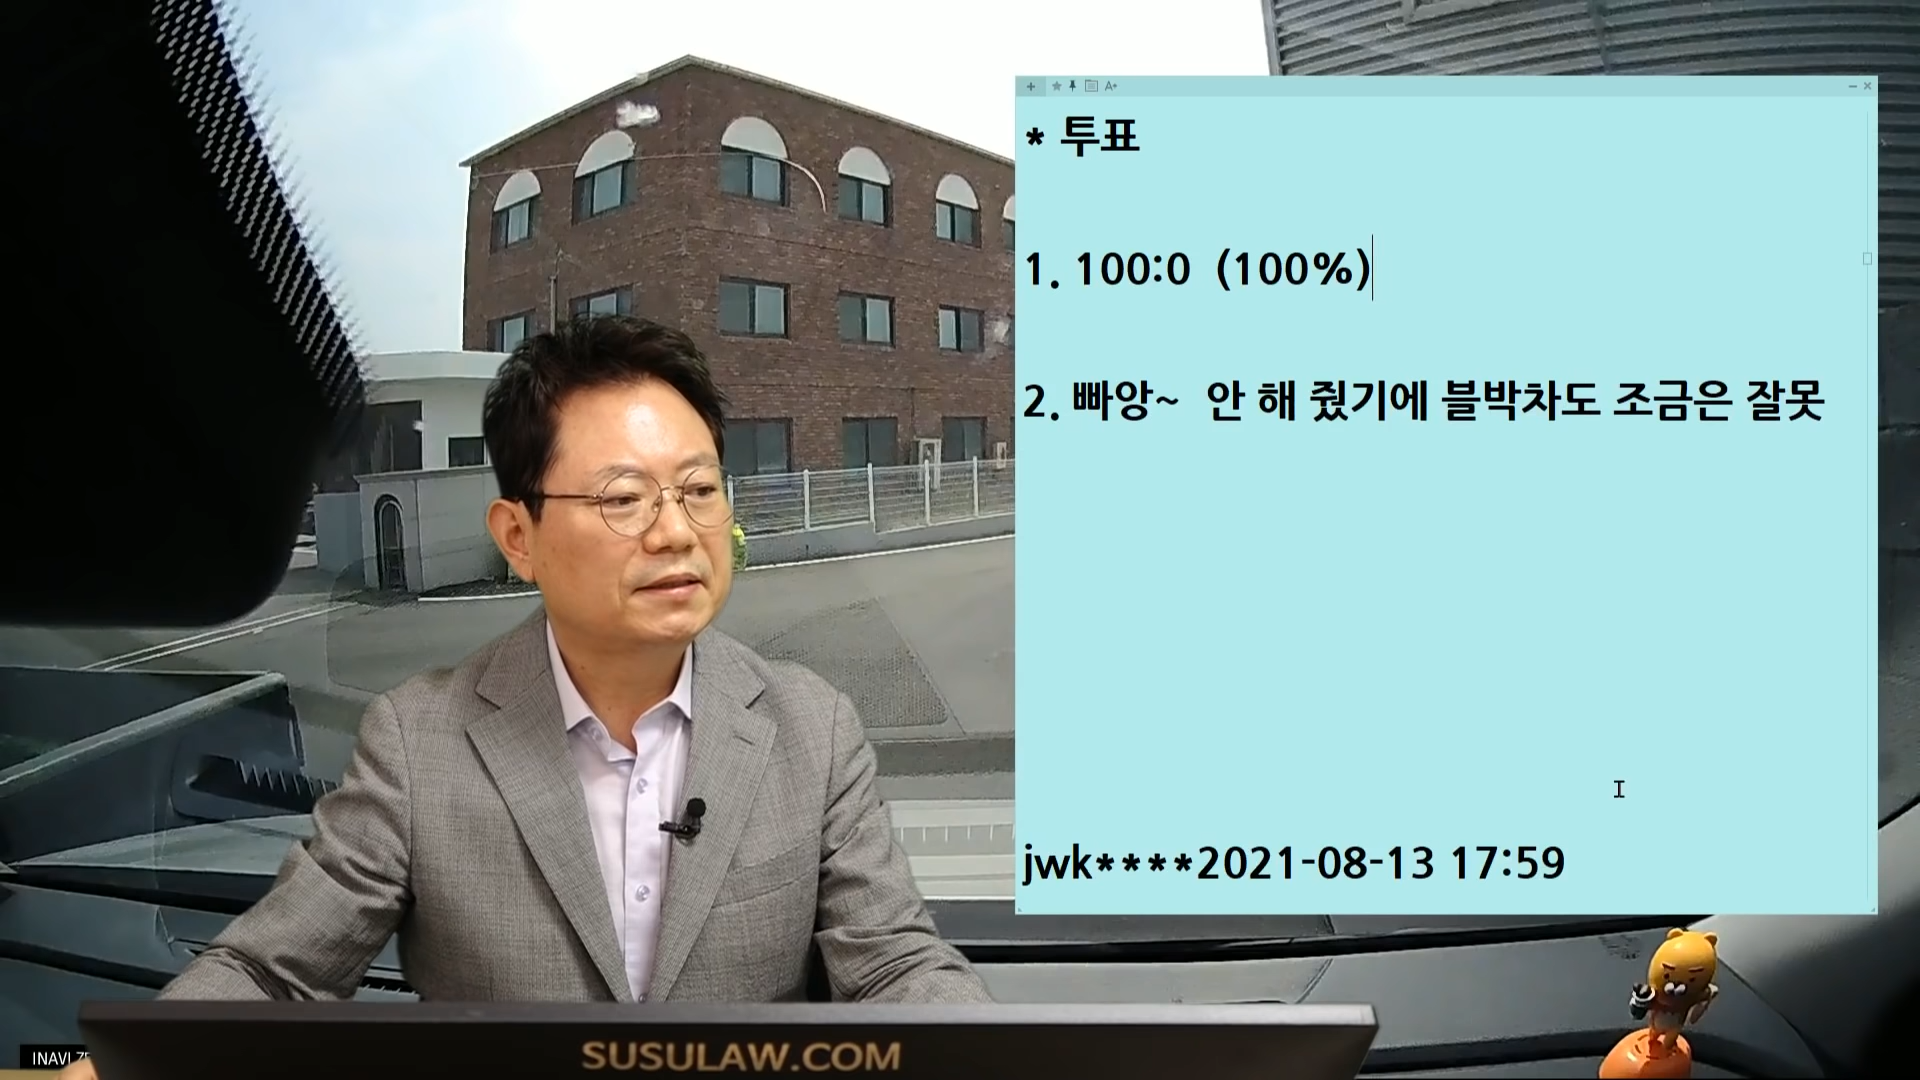 * 투표
1. 100:0 (100%)
2. 빠앙~ 안 해 줬기에 블박차도 조금은 잘못
jwk****2021-08-13 17:59
SUSULAW.COM
INAVI